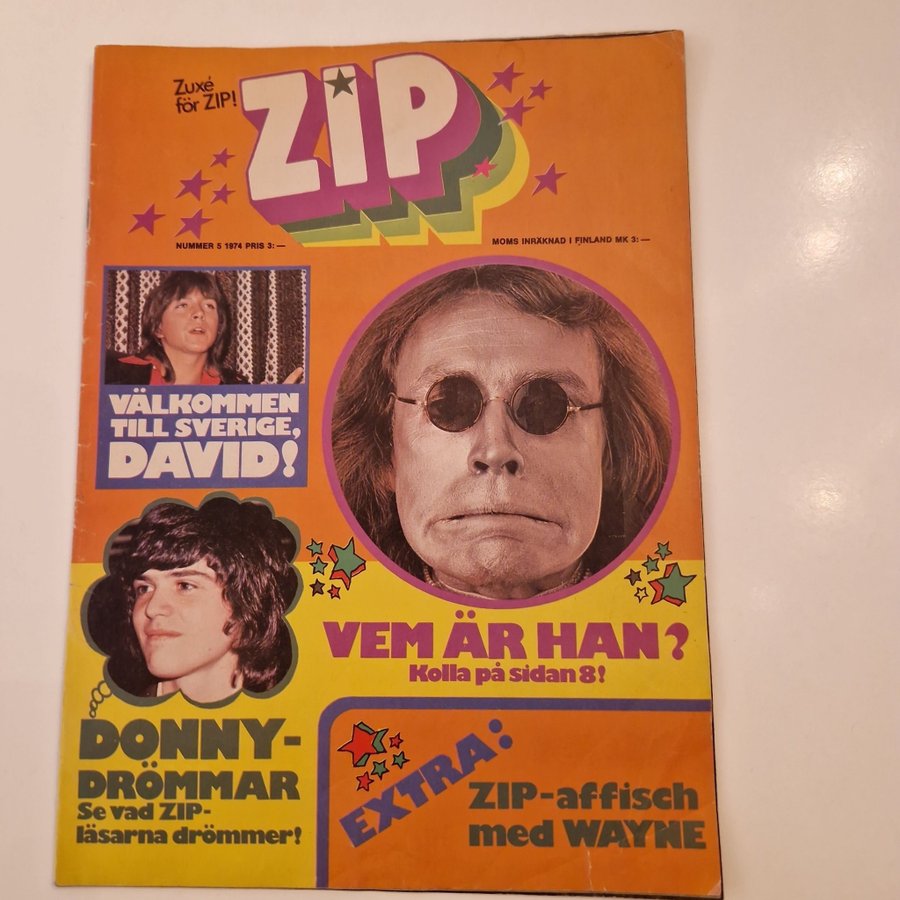 Zuxé
för ZIP!
ZIP
NUMMER 5 1974 PRIS 3:—
MOMS INRÄKNAD I FINLAND MK 3:—
VÄLKOMMEN
TILL SVERIGE,
DAVID!
VEM ÄR HAN?
Kolla på sidan 8!
DONNY-
DRÖMMAR
Se vad ZIP-
läsarna drömmer!
EXTRA:
ZIP-affisch
med WAYNE